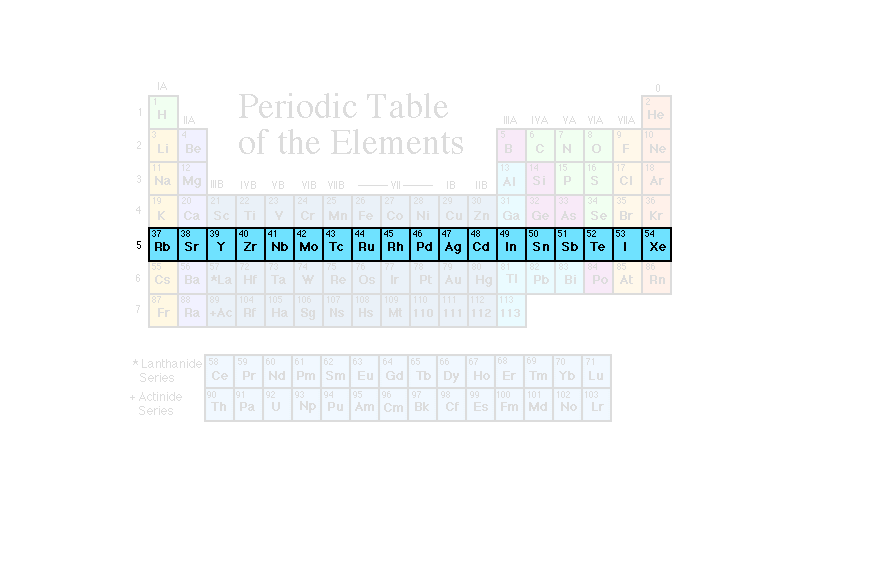 IA 0
1 H 2 He
1
IIA IIIA IVA VA VIA VIIA
Periodic Table
of the Elements
2 3 Li 4 Be 5 B 6 C 7 N 8 O 9 F 10 Ne
3 11 Na 12 Mg 13 Al 14 Si 15 P 16 S 17 Cl 18 Ar
IIIB IVB VB VIB VIIB VII IB IIB
4 19 K 20 Ca 21 Sc 22 Ti 23 V 24 Cr 25 Mn 26 Fe 27 Co 28 Ni 29 Cu 30 Zn 31 Ga 32 Ge 33 As 34 Se 35 Br 36 Kr
5 37 Rb 38 Sr 39 Y 40 Zr 41 Nb 42 Mo 43 Tc 44 Ru 45 Rh 46 Pd 47 Ag 48 Cd 49 In 50 Sn 51 Sb 52 Te 53 I 54 Xe
6 55 Cs 56 Ba 57 *La 72 Hf 73 Ta 74 W 75 Re 76 Os 77 Ir 78 Pt 79 Au 80 Hg 81 Tl 82 Pb 83 Bi 84 Po 85 At 86 Rn
7 87 Fr 88 Ra 89 +Ac 104 Rf 105 Ha 106 Sg 107 Ns 108 Hs 109 Mt 110 110 111 111 112 112 113 113
* Lanthanide
Series
58 Ce 59 Pr 60 Nd 61 Pm 62 Sm 63 Eu 64 Gd 65 Tb 66 Dy 67 Ho 68 Er 69 Tm 70 Yb 71 Lu
+ Actinide
Series
90 Th 91 Pa 92 U 93 Np 94 Pu 95 Am 96 Cm 97 Bk 98 Cf 99 Es 100 Fm 101 Md 102 No 103 Lr